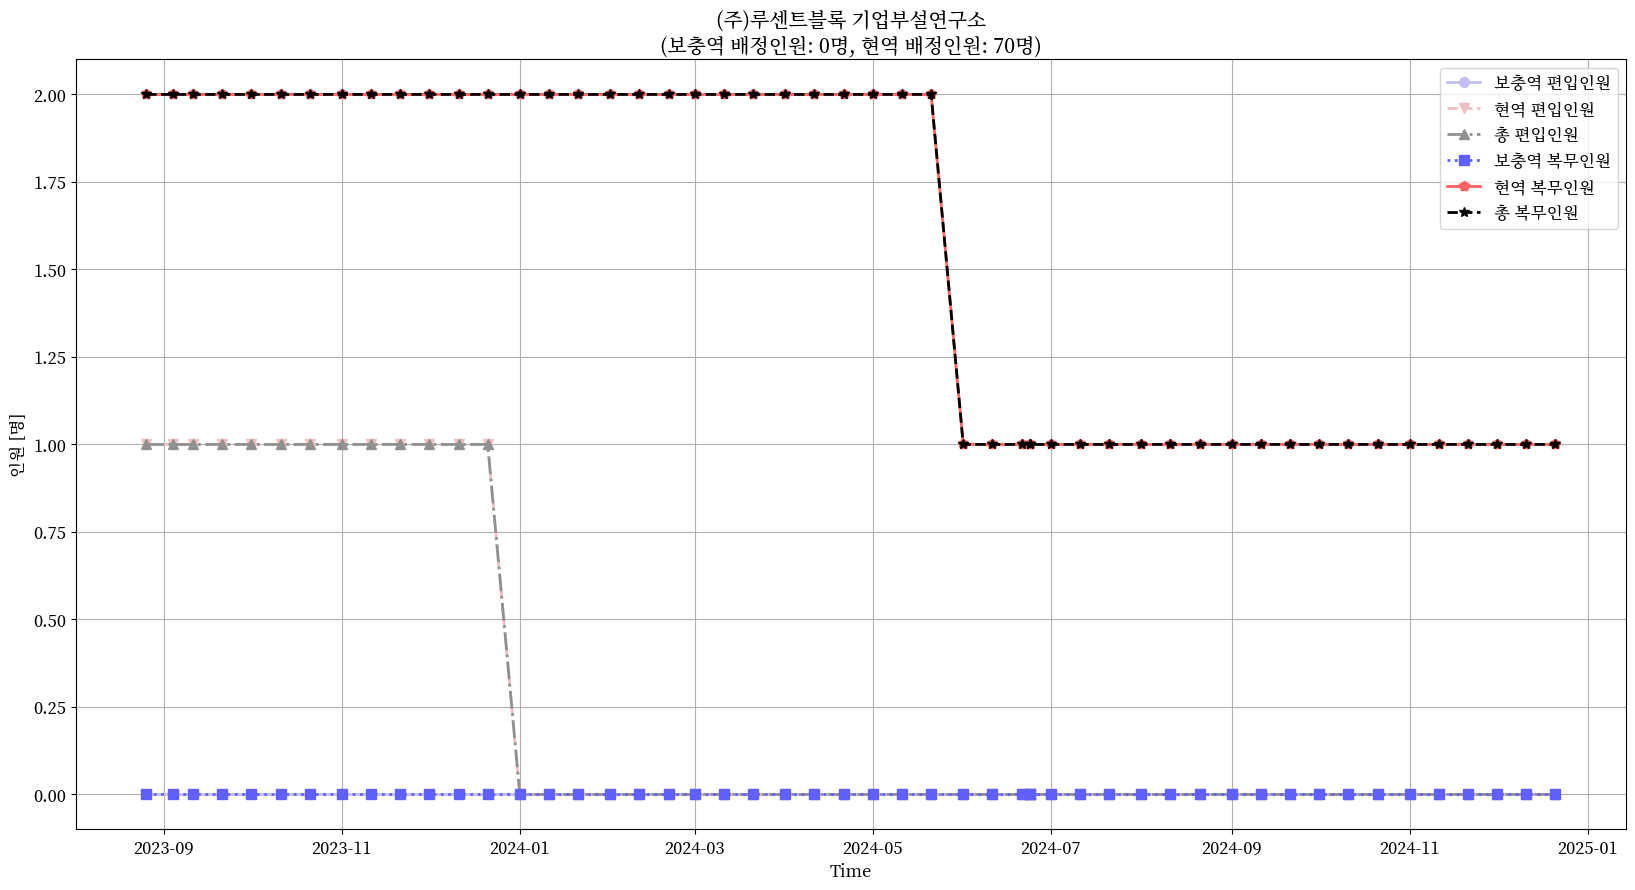 (주)루센트블록 기업부설연구소
(보충역 배정인원: 0명, 현역 배정인원: 70명)
보충역 편입인원
현역 편입인원
총 편입인원
보충역 복무인원
현역 복무인원
총 복무인원
2.00
1.75
1.50
1.25
1.00
0.75
0.50
0.25
0.00
인원 [명]
2023-09
2023-11
2024-01
2024-03
2024-05
2024-07
2024-09
2024-11
2025-01
Time